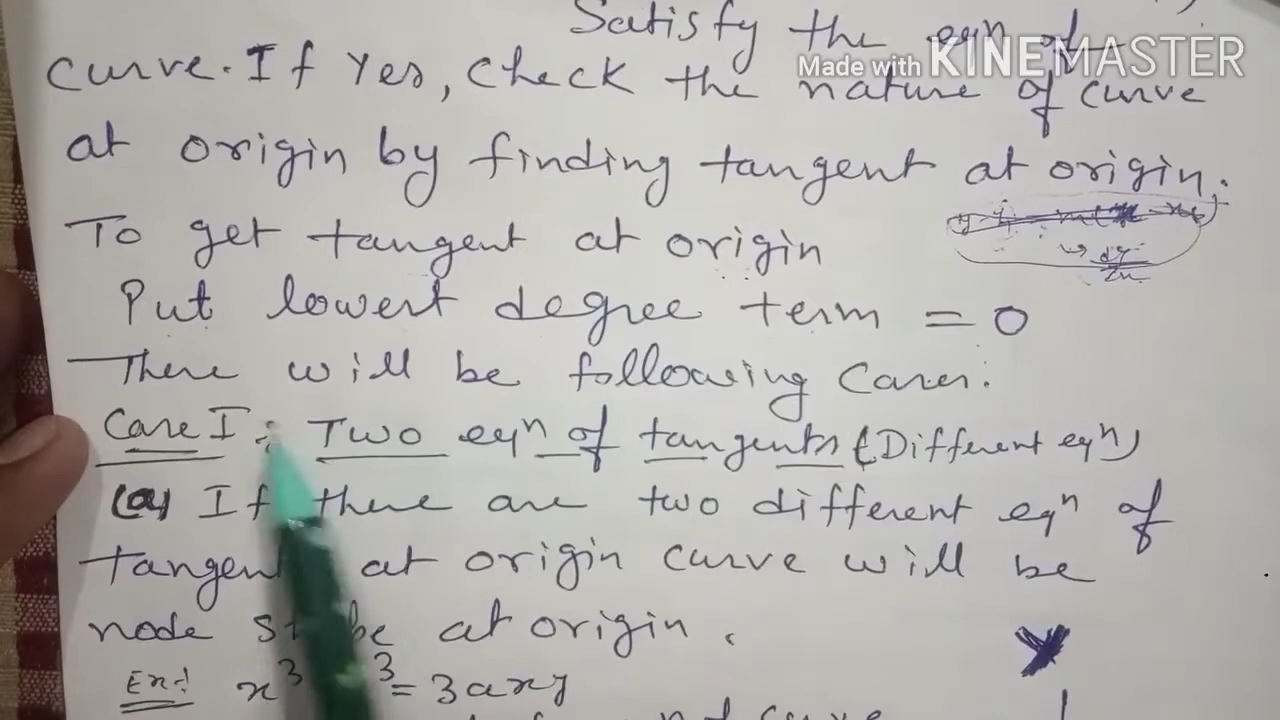 Satisfy the eqn of
Made with KINEMASTER
curve. If Yes, Check the nature of curve
at origin by finding tangent at origin.
To get tangent at origin
Put lowest degree term = 0
There will be following Cases:
Case I: Two eqn of tangents (Different eqn)
(a) If there are two different eqn of
tangent at origin curve will be
node at origin.
Ex:- x³ ³ = 3axy
curve